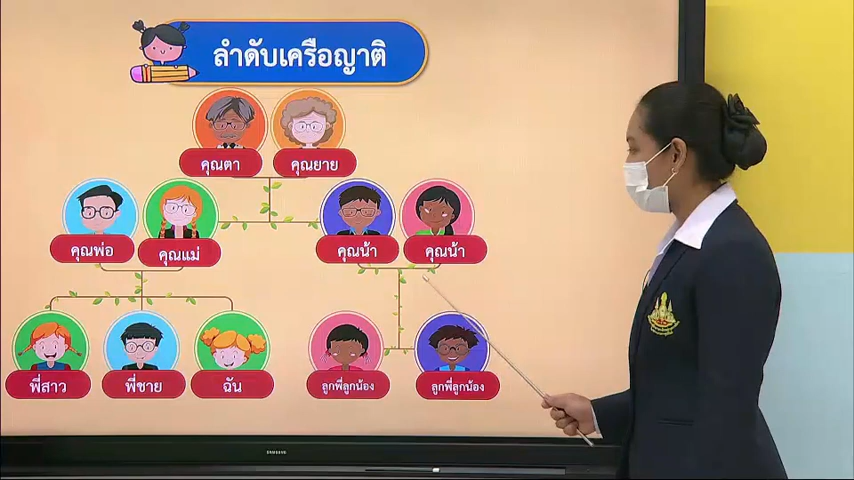 ลำดับเครือญาติ
คุณตา
คุณยาย
คุณพ่อ
คุณแม่
คุณน้า
คุณน้า
พี่สาว
พี่ชาย
ฉัน
ลูกพี่ลูกน้อง
ลูกพี่ลูกน้อง
SAMSUNG